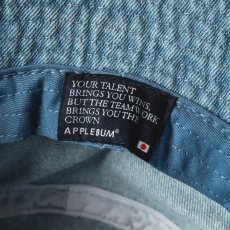 YOUR TALENT
BRINGS YOU WINS,
BUT THE TEAMWORK
BRINGS YOU THE
CROWN
APPLEBUM®